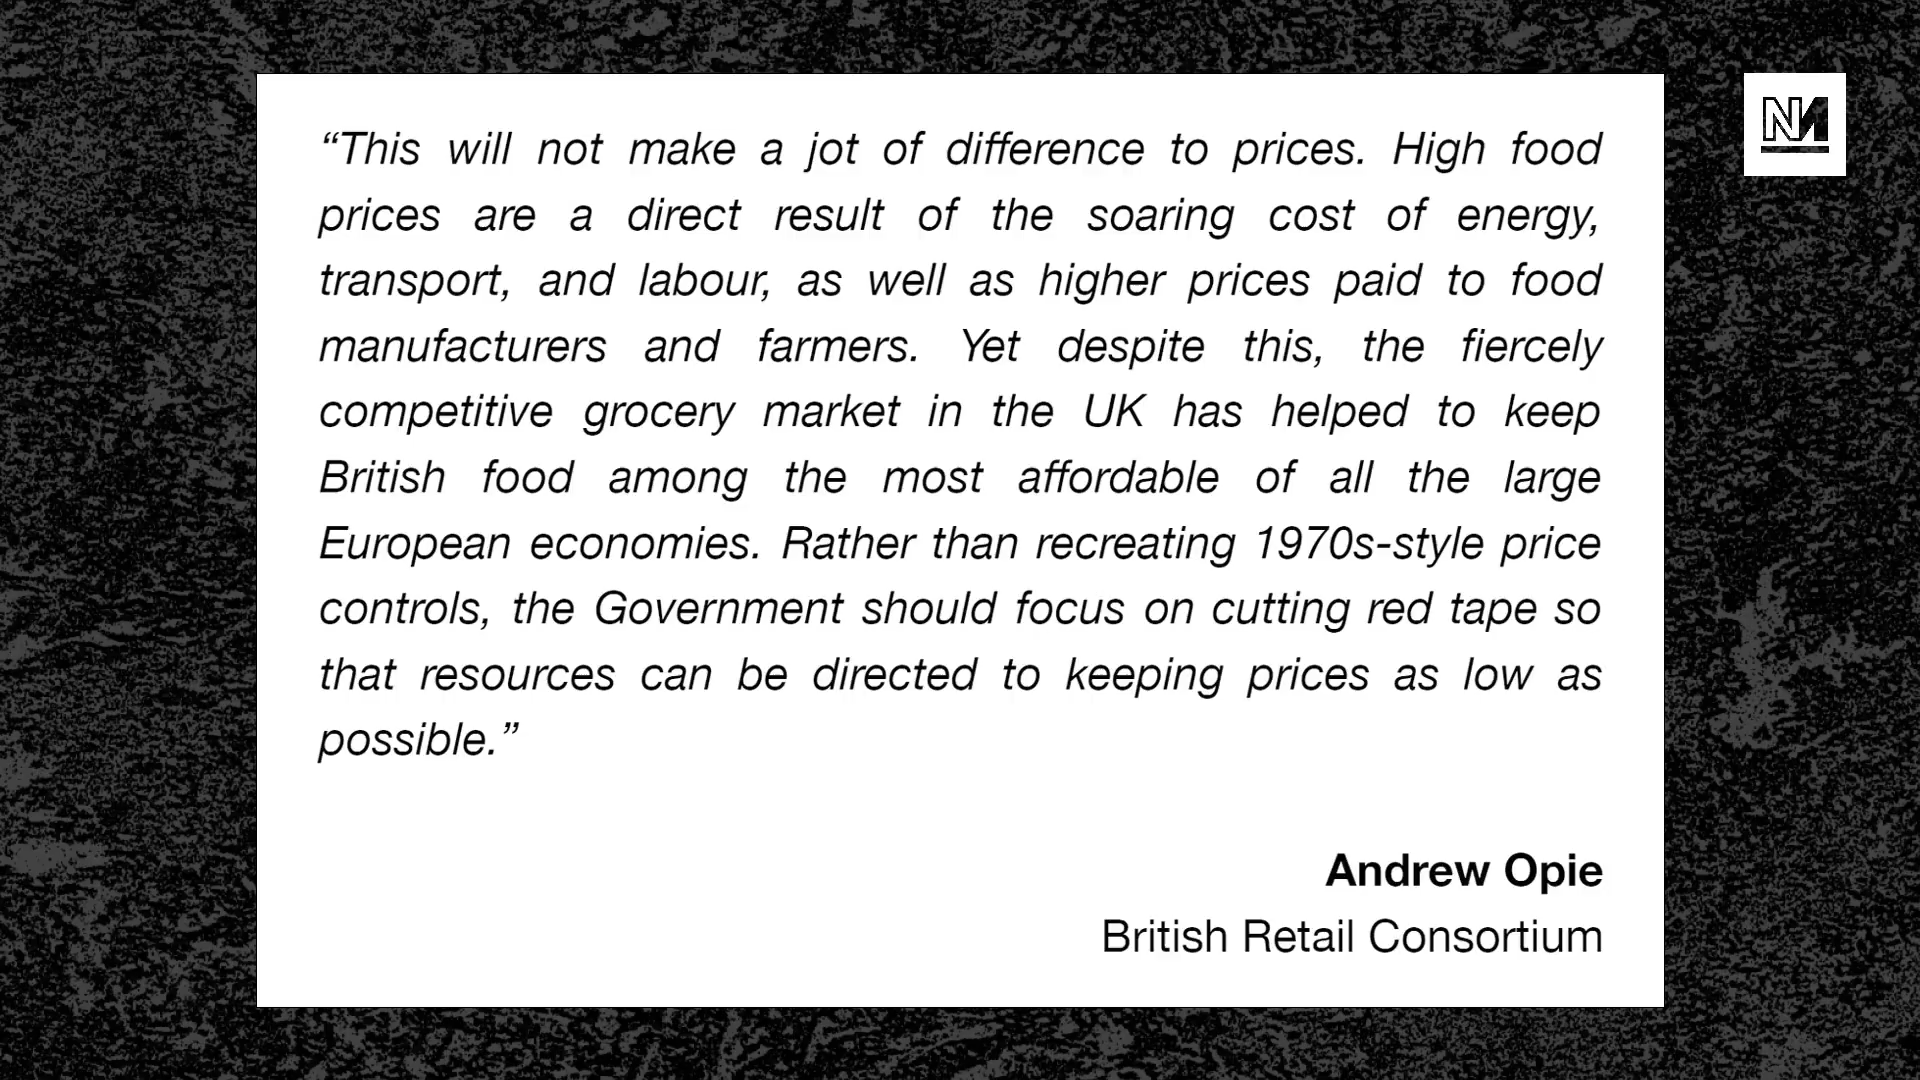 “This will not make a jot of difference to prices. High food
prices are a direct result of the soaring cost of energy,
transport, and labour, as well as higher prices paid to food
manufacturers and farmers. Yet despite this, the fiercely
competitive grocery market in the UK has helped to keep
British food among the most affordable of all the large
European economies. Rather than recreating 1970s-style price
controls, the Government should focus on cutting red tape so
that resources can be directed to keeping prices as low as
possible.”
Andrew Opie
British Retail Consortium
NM